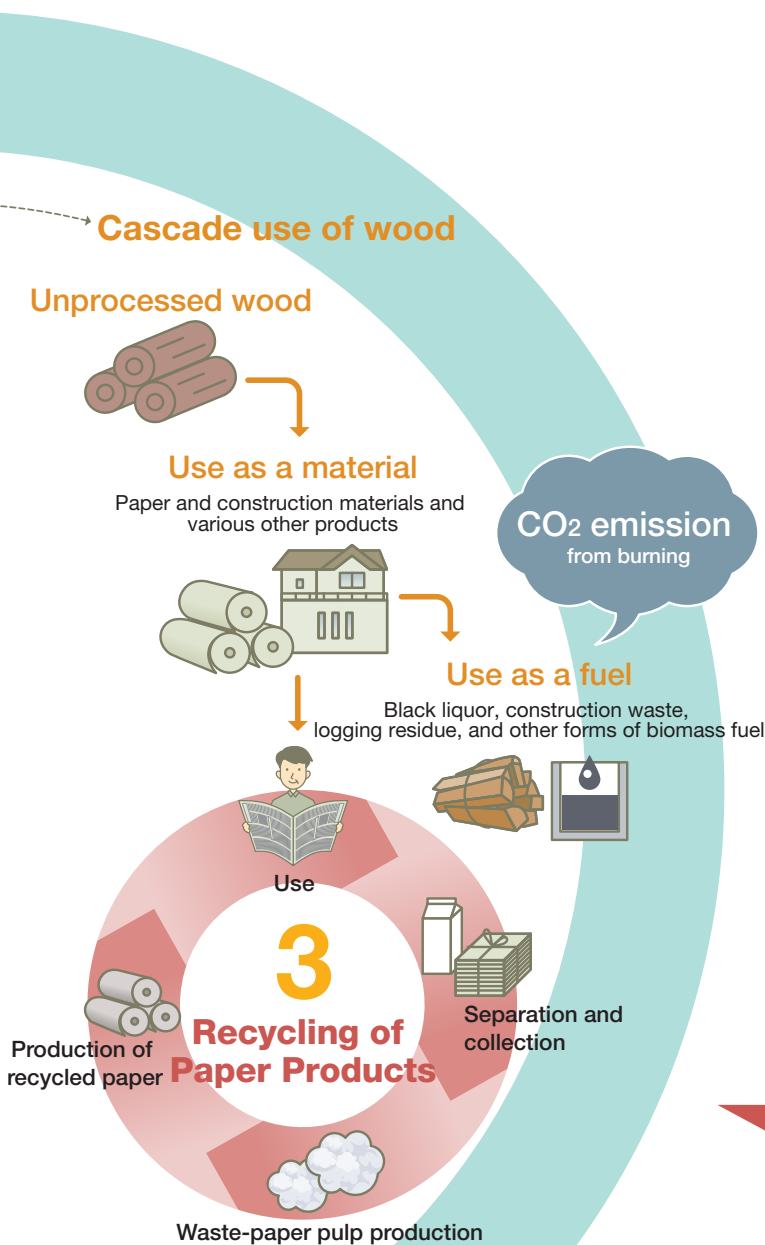 Cascade use of wood
Unprocessed wood
Use as a material
Paper and construction materials and
various other products
CO2 emission
from burning
Use as a fuel
Black liquor, construction waste,
logging residue, and other forms of biomass fuel
Use
3
Recycling of
Paper Products
Separation and
collection
Production of
recycled paper
Waste-paper pulp production